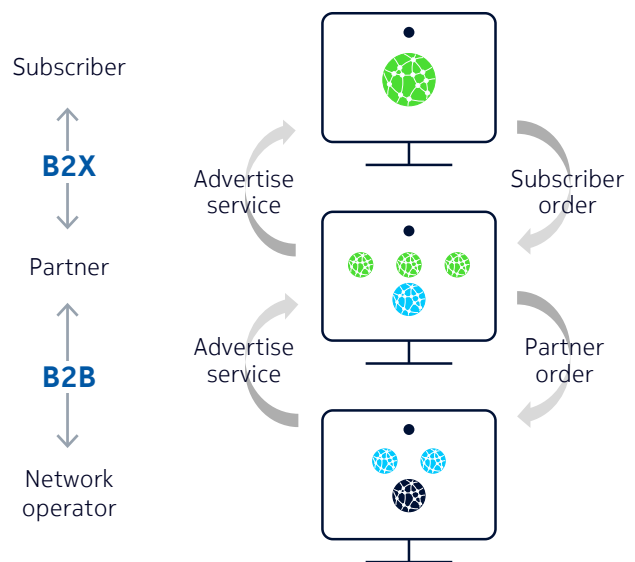 Subscriber
B2X
Advertise
service
Subscriber
order
Partner
B2B
Advertise
service
Partner
order
Network
operator